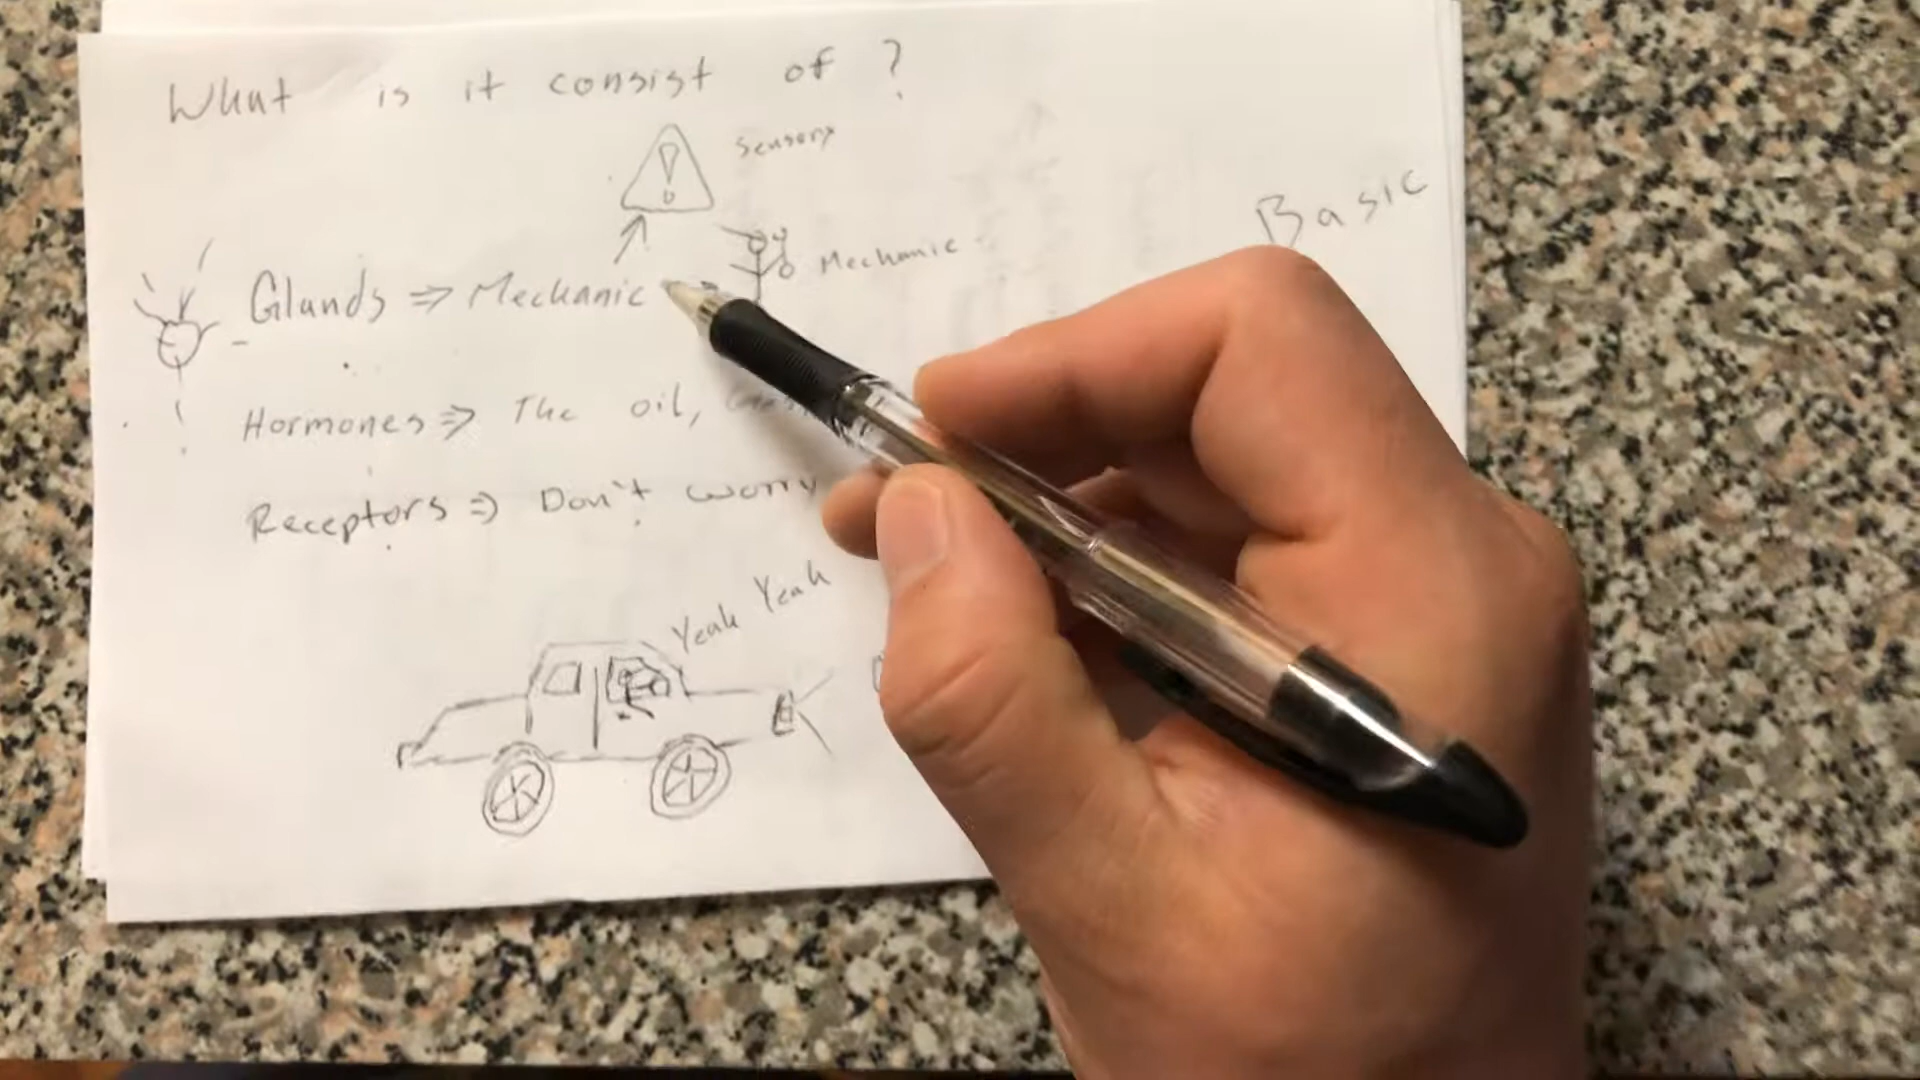 What is it consist of ?
Sensory
Basic
Mechanic
Glands ⇒ Mechanic
Hormones ⇒ The oil,
Receptors ⇒ Don't worry
Yeah Yeah